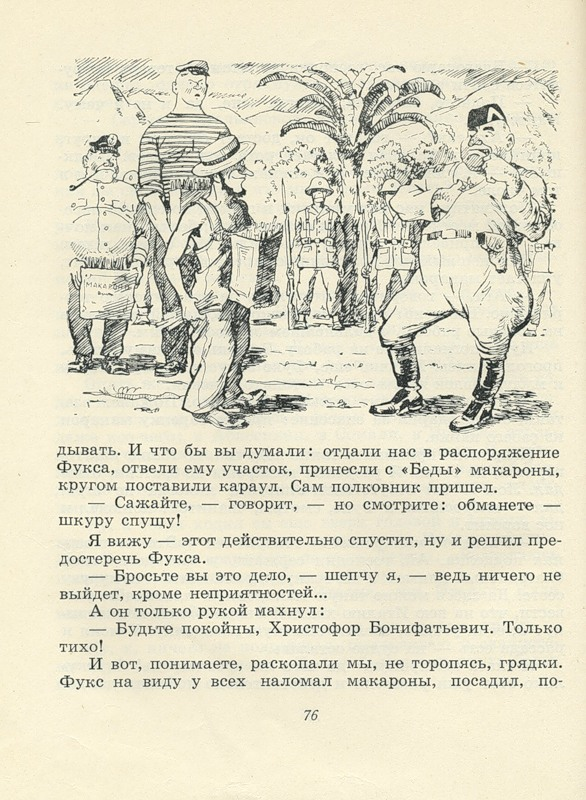 МАКАРОНЫ
дывать. И что бы вы думали: отдали нас в распоряжение
Фукса, отвели ему участок, принесли с «Беды» макароны,
кругом поставили караул. Сам полковник пришел.
— Сажайте, — говорит, — но смотрите: обманете —
шкуру спущу!
Я вижу — этот действительно спустит, ну и решил пре-
достеречь Фукса.
— Бросьте вы это дело, — шепчу я, — ведь ничего не
выйдет, кроме неприятностей...
А он только рукой махнул:
— Будьте покойны, Христофор Бонифатьевич. Только
тихо!
И вот, понимаете, раскопали мы, не торопясь, грядки.
Фукс на виду у всех наломал макароны, посадил, по-
76